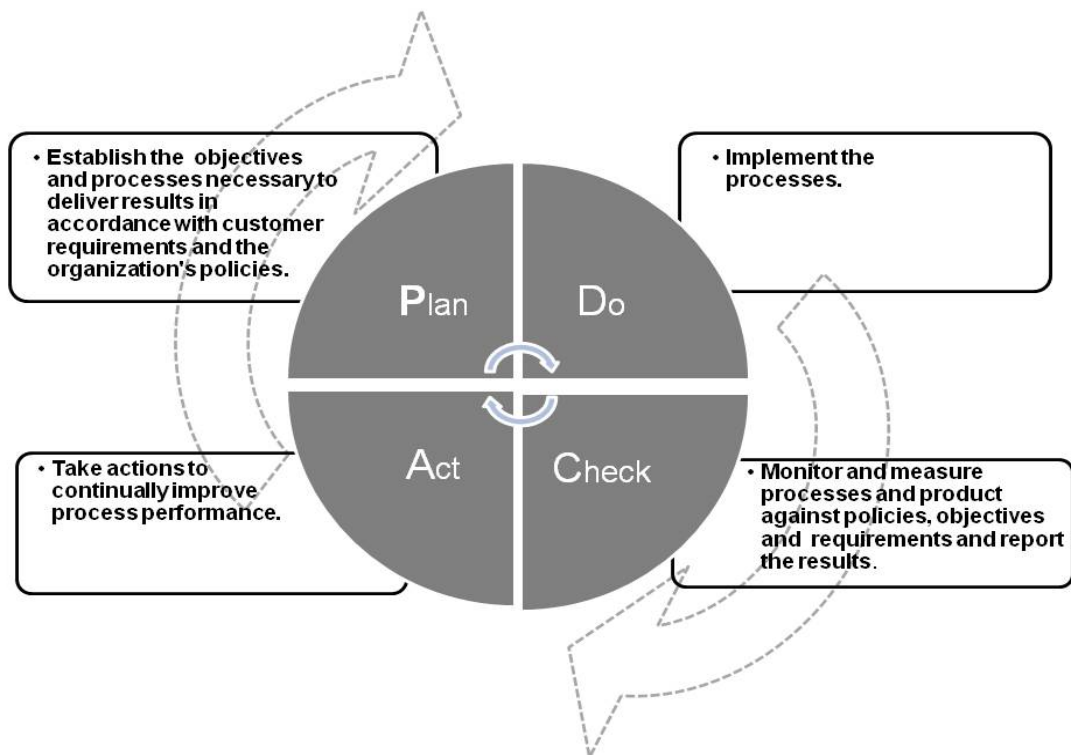 • Establish the objectives
and processes necessary to
deliver results in
accordance with customer
requirements and the
organization's policies.
• Implement the
processes.
Plan
Do
Act
Check
• Take actions to
continually improve
process performance.
• Monitor and measure
processes and product
against policies, objectives
and requirements and report
the results.